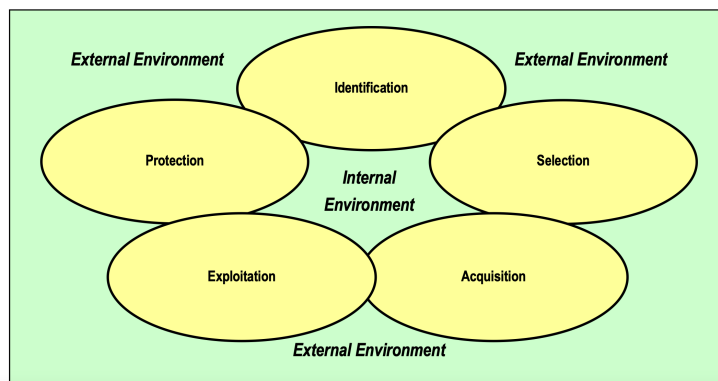 External Environment
External Environment
Identification
Protection
Selection
Internal
Environment
Exploitation
Acquisition
External Environment